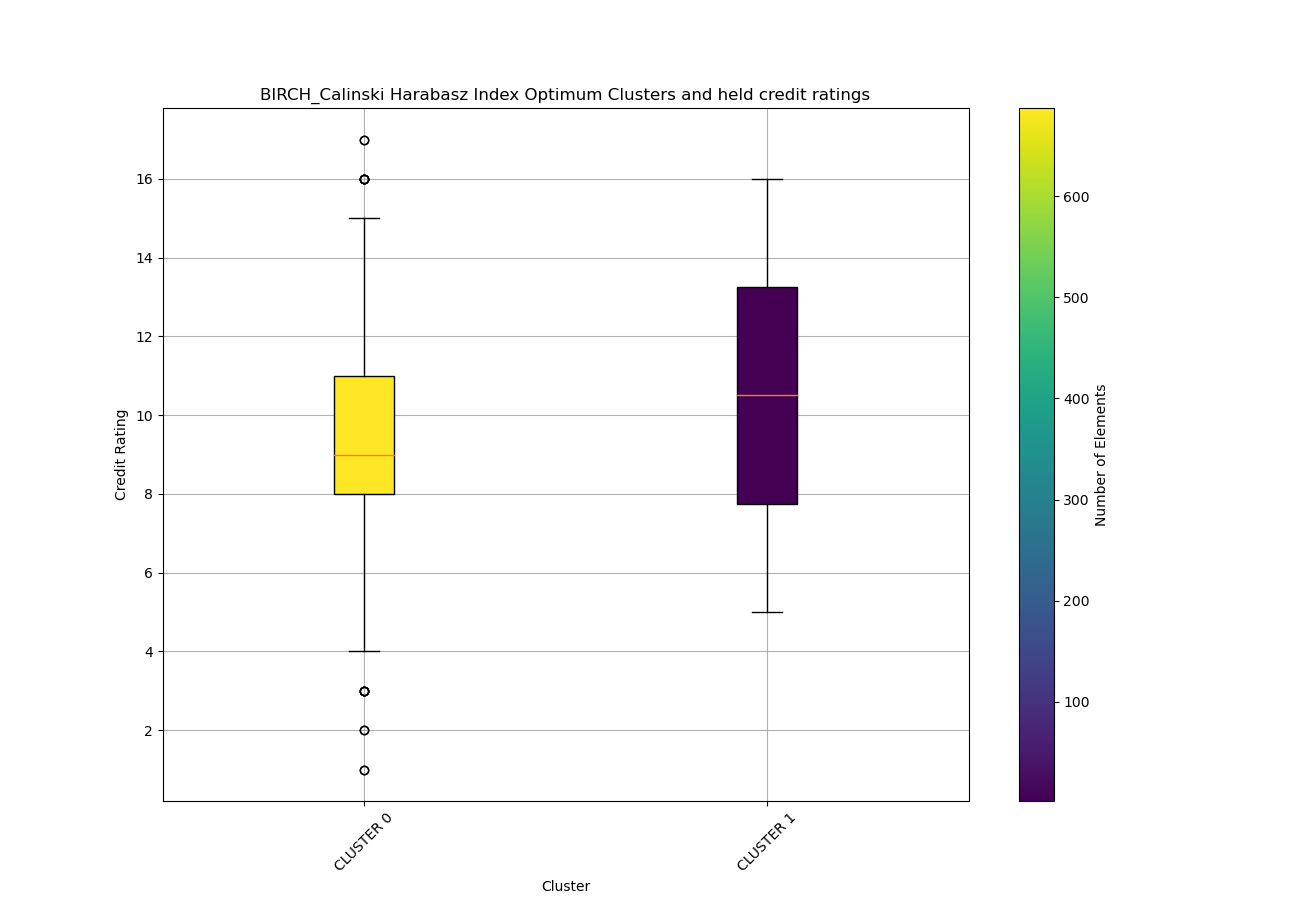 BIRCH_Calinski Harabasz Index Optimum Clusters and held credit ratings
16
14
12
10
8
6
4
2
Credit Rating
CLUSTER 0
CLUSTER 1
Cluster
600
500
400
300
200
100
Number of Elements